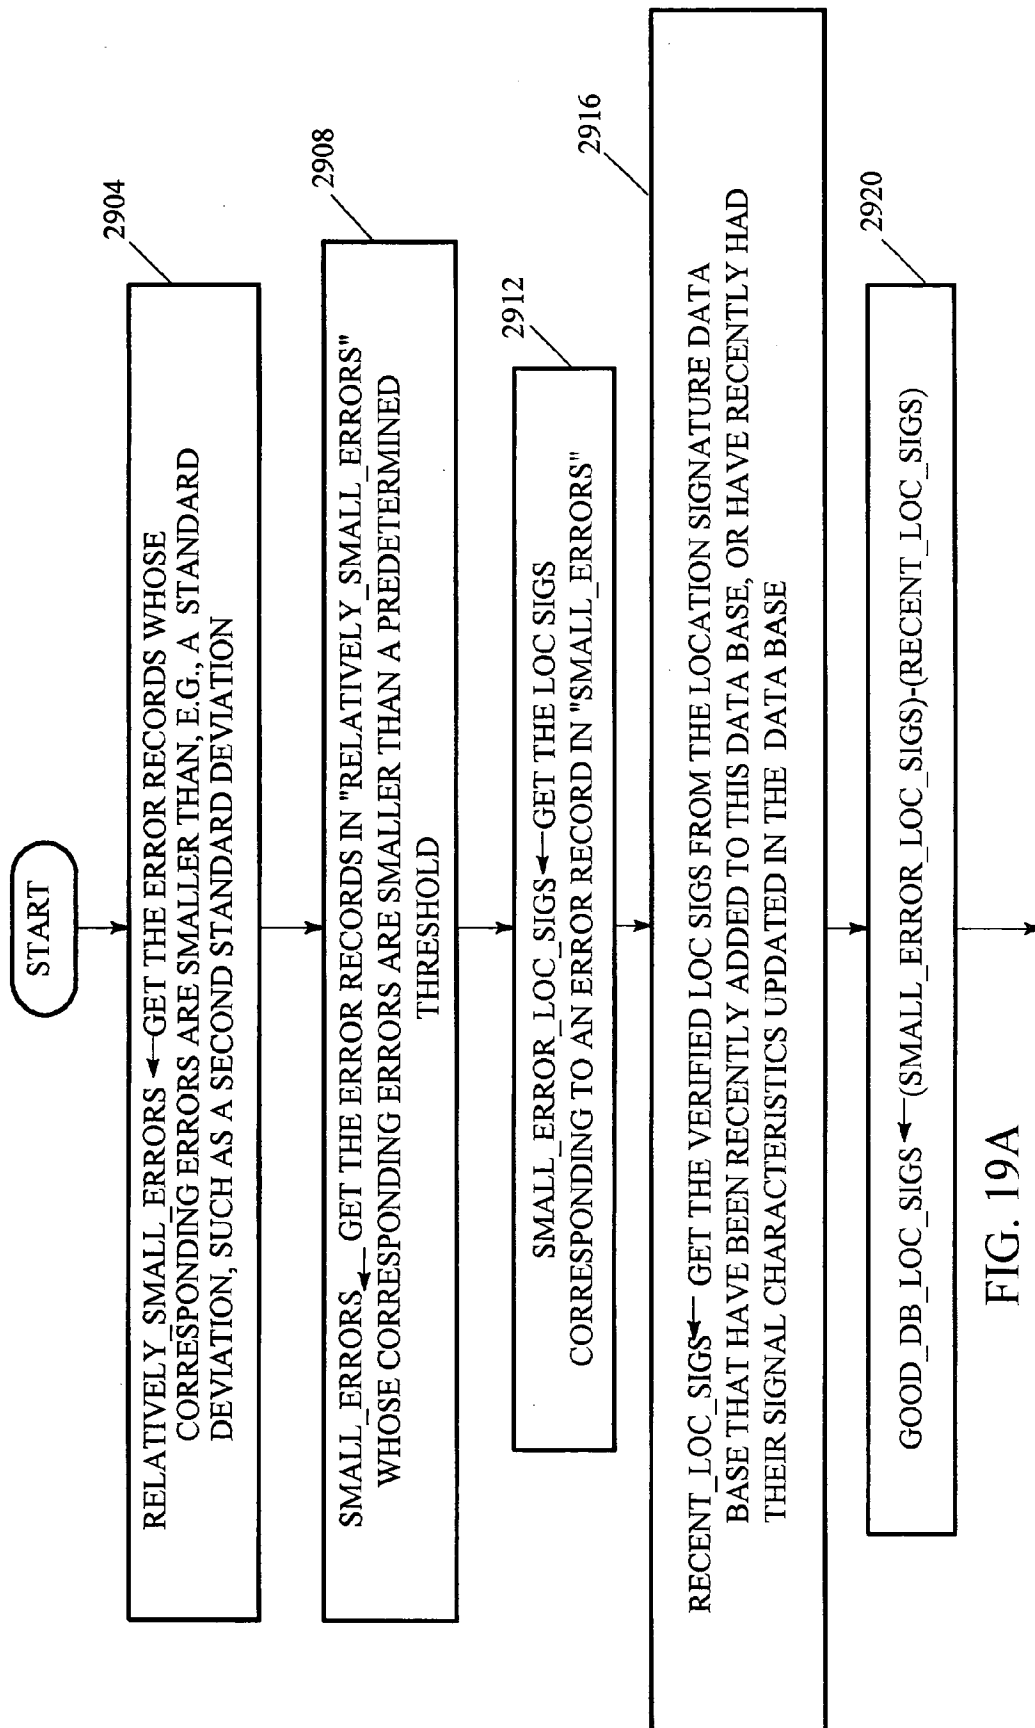 START
2904
RELATIVELY_SMALL_ERRORS ← GET THE ERROR RECORDS WHOSE
CORRESPONDING ERRORS ARE SMALLER THAN, E.G., A STANDARD
DEVIATION, SUCH AS A SECOND STANDARD DEVIATION
2908
SMALL_ERRORS ← GET THE ERROR RECORDS IN "RELATIVELY_SMALL_ERRORS"
WHOSE CORRESPONDING ERRORS ARE SMALLER THAN A PREDETERMINED
THRESHOLD
2912
SMALL_ERROR_LOC_SIGS ← GET THE LOC SIGS
CORRESPONDING TO AN ERROR RECORD IN "SMALL_ERRORS"
2916
RECENT_LOC_SIGS ← GET THE VERIFIED LOC SIGS FROM THE LOCATION SIGNATURE DATA
BASE THAT HAVE BEEN RECENTLY ADDED TO THIS DATA BASE, OR HAVE RECENTLY HAD
THEIR SIGNAL CHARACTERISTICS UPDATED IN THE DATA BASE
2920
GOOD_DB_LOC_SIGS ← (SMALL_ERROR_LOC_SIGS)-(RECENT_LOC_SIGS)
FIG. 19A